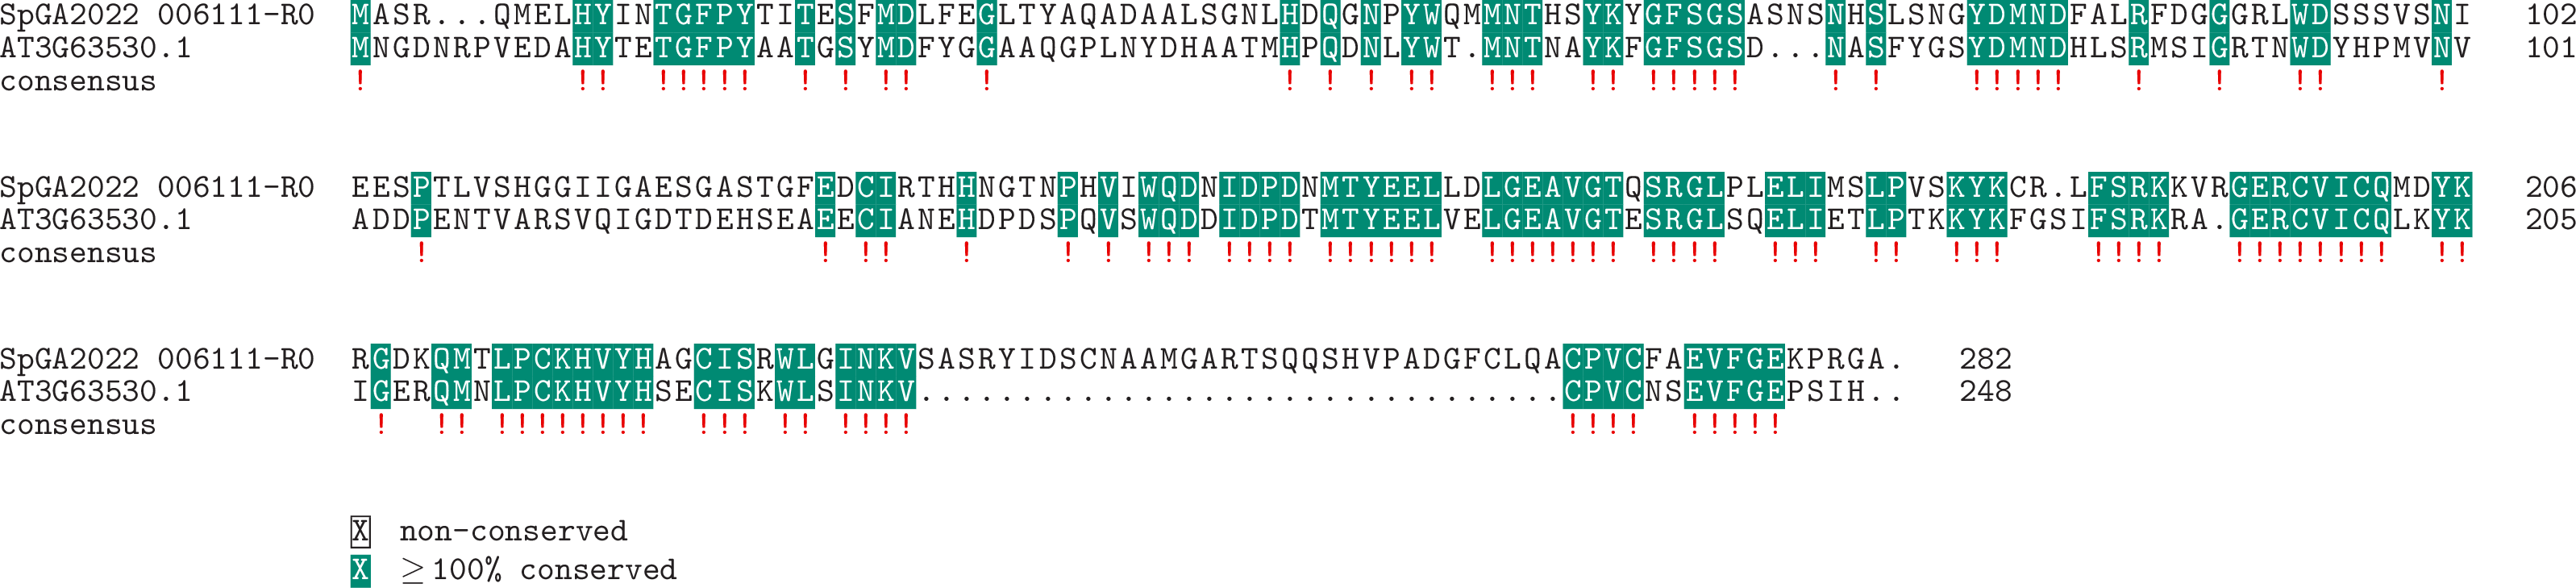 SpGA2022 006111-R0 MASR...QMELHYINTGFPYTITESFMDLFEGLTYAQADAALSGNLHDQGNPYWQMMNTHSYKYGFSGSASNSNHSLSNGYDMNDFALRFDGGGRLWDSSSVSNI 102
AT3G63530.1 MNGDNRPVEDAHYTETGFPYAATGSYMDFYGGAAQGPLNYDHAATMHPQDNLYWT.MNTNAYKFGFSGSD...NASFYGSYDMNDHLSRMSIGRTNWDYHPMVNV 101
consensus ! !! !!!!! ! ! !! ! ! ! ! !! !!! !! !!!!! ! ! !!!!! ! ! !! !
SpGA2022 006111-R0 EESPTLVSHGGIIGAESGASTGFEDCIRTHHNGTNPHVIWQDNIDPDNMTYEELLDLGEAVGTQSRGLPLELIMSLPVSKYKCR.LFSRKKVRGERCVICQMDYK 206
AT3G63530.1 ADDPENTVARSVQIGDTDEHSEAEECIANEHDPDSPQVSWQDDIDPDTMTYEELVELGEAVGTESRGLSQELIETLPTKKYKFGSIFSRKRA.GERCVICQLKYK 205
consensus ! ! !! ! ! ! !!! !!!! !!!!!! !!!!!!! !!!! !!! !! !!! !!!! !!!!!!!! !!
SpGA2022 006111-R0 RGDKQMTLPCKHVYHAGCISRWLGINKVSASRYIDSCNAAMGARTSQQSHVPADGFCLQACPVCFAEVFGEKPRGA. 282
AT3G63530.1 IGERQMNLPCKHVYHSECISKWLSINKV................................CPVCNSEVFGEPSIH.. 248
consensus ! !! !!!!!!!! !!! !! !!!! !!!! !!!!!
X non-conserved
X ≥100% conserved